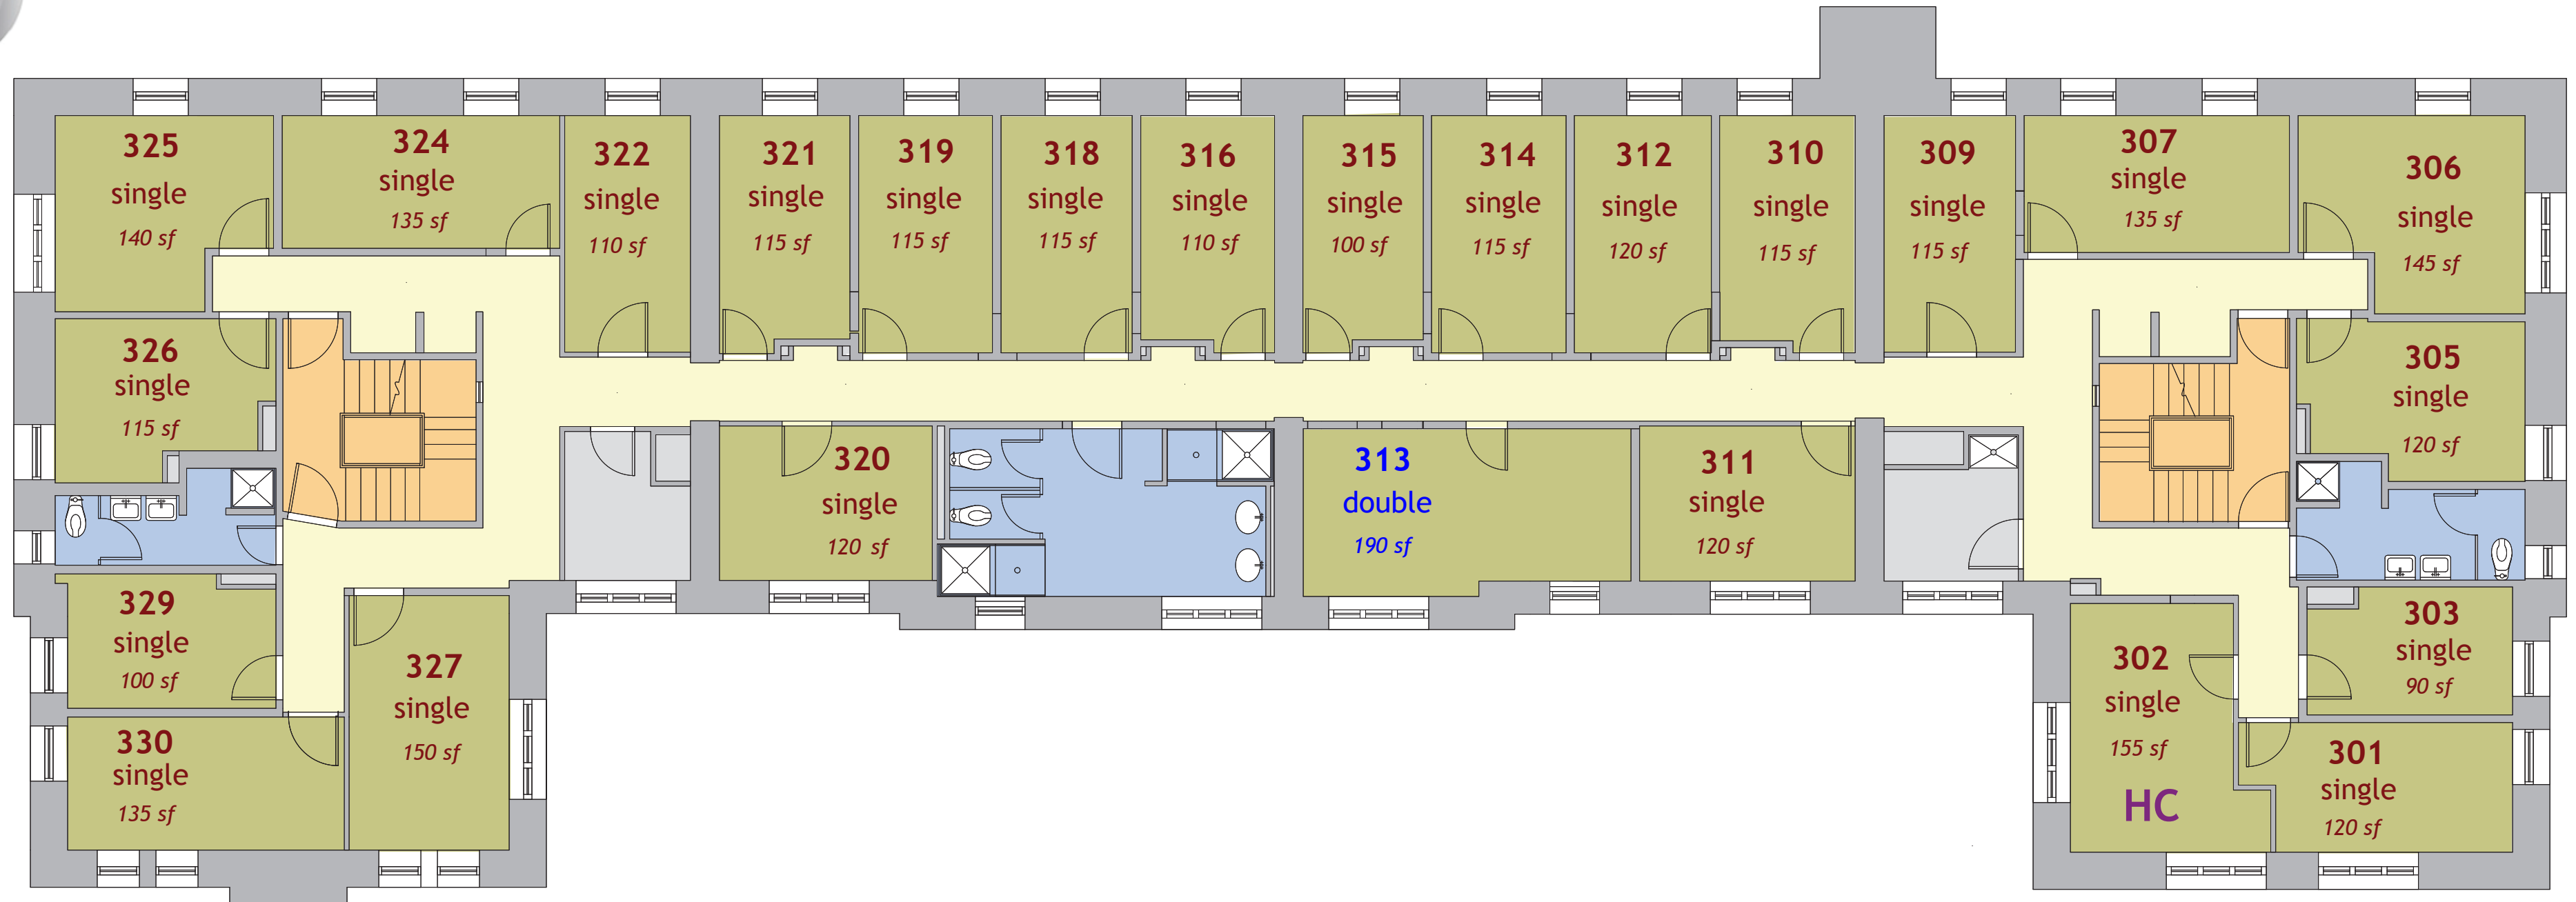 325
single
140 sf
324
single
135 sf
322
single
110 sf
321
single
115 sf
319
single
115 sf
318
single
115 sf
316
single
110 sf
315
single
100 sf
314
single
115 sf
312
single
120 sf
310
single
115 sf
309
single
115 sf
307
single
135 sf
306
single
145 sf
326
single
115 sf
305
single
120 sf
320
single
120 sf
313
double
190 sf
311
single
120 sf
329
single
100 sf
327
single
150 sf
330
single
135 sf
302
single
155 sf
HC
303
single
90 sf
301
single
120 sf